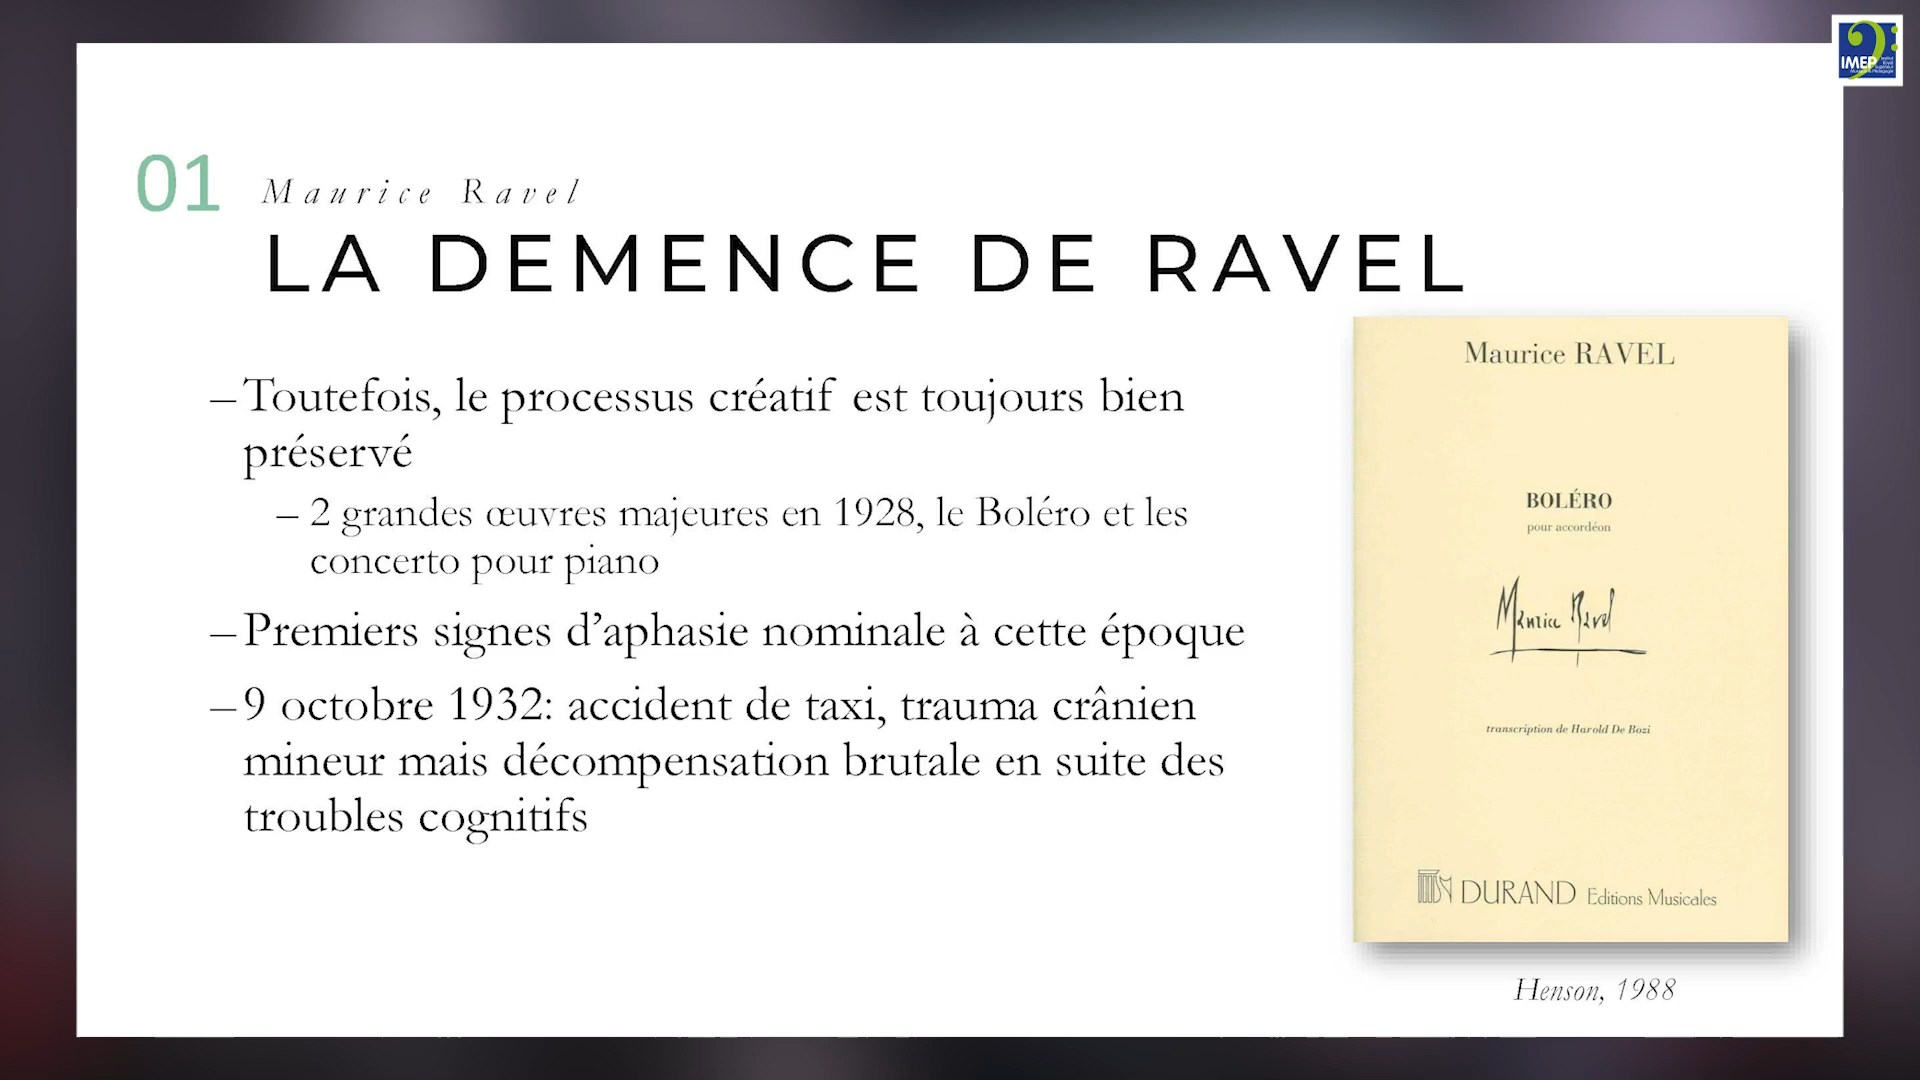 IMEP
01
Maurice Ravel
LA DEMENCE DE RAVEL
– Toutefois, le processus créatif est toujours bien
préservé
– 2 grandes œuvres majeures en 1928, le Boléro et les
concerto pour piano
– Premiers signes d’aphasie nominale à cette époque
– 9 octobre 1932: accident de taxi, trauma crânien
mineur mais décompensation brutale en suite des
troubles cognitifs
Maurice RAVEL
BOLÉRO
pour accordéon
Maurice Ravel
transcription de Harold De Bozi
DURAND Editions Musicales
Henson, 1988